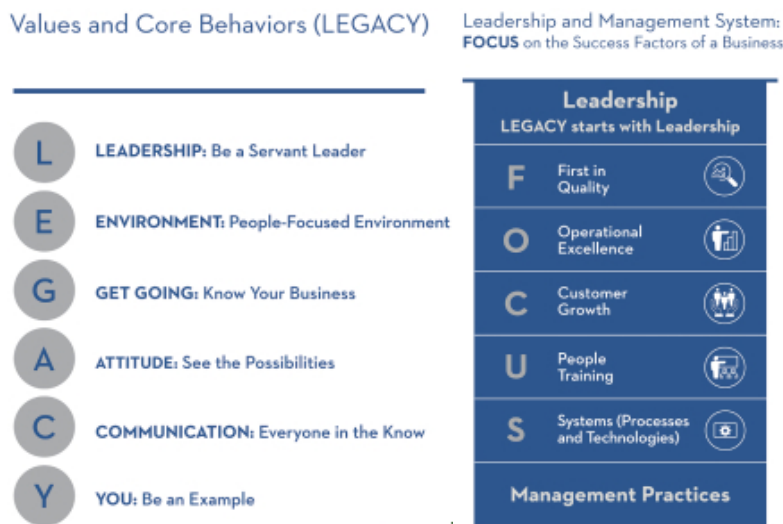 Values and Core Behaviors (LEGACY)
L
LEADERSHIP: Be a Servant Leader
E
ENVIRONMENT: People-Focused Environment
G
GET GOING: Know Your Business
A
ATTITUDE: See the Possibilities
C
COMMUNICATION: Everyone in the Know
Y
YOU: Be an Example
Leadership and Management System:
FOCUS on the Success Factors of a Business
Leadership
LEGACY starts with Leadership
F
First in
Quality
O
Operational
Excellence
C
Customer
Growth
U
People
Training
S
Systems (Processes
and Technologies)
Management Practices